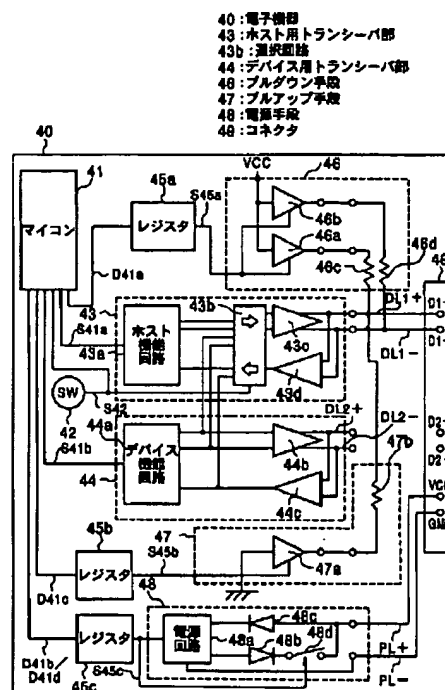 40：電子機器
43：ホスト用トランシーバ部
43b：選択回路
44：デバイス用トランシーバ部
46：プルダウン手段
47：プルアップ手段
48：電源手段
49：コネクタ
40
41
マイコン
45a
S45a
レジスタ
D41a
VCC
46
46b
46a
46c
46d
49
43
43b
S41a
ホスト機能回路
43a
43c
43d
DL1+
DL1-
D1+
D1-
SW
42
S42
S41b
44a
デバイス機能回路
44
44b
44c
DL2+
DL2-
D2+
D2-
47b
VCC
GND
45b
レジスタ
S45b
47
47a
D41c
48
レジスタ
電源回路
48a
48c
48b
48d
D41b/
D41d
45c
S45c
PL+
PL-